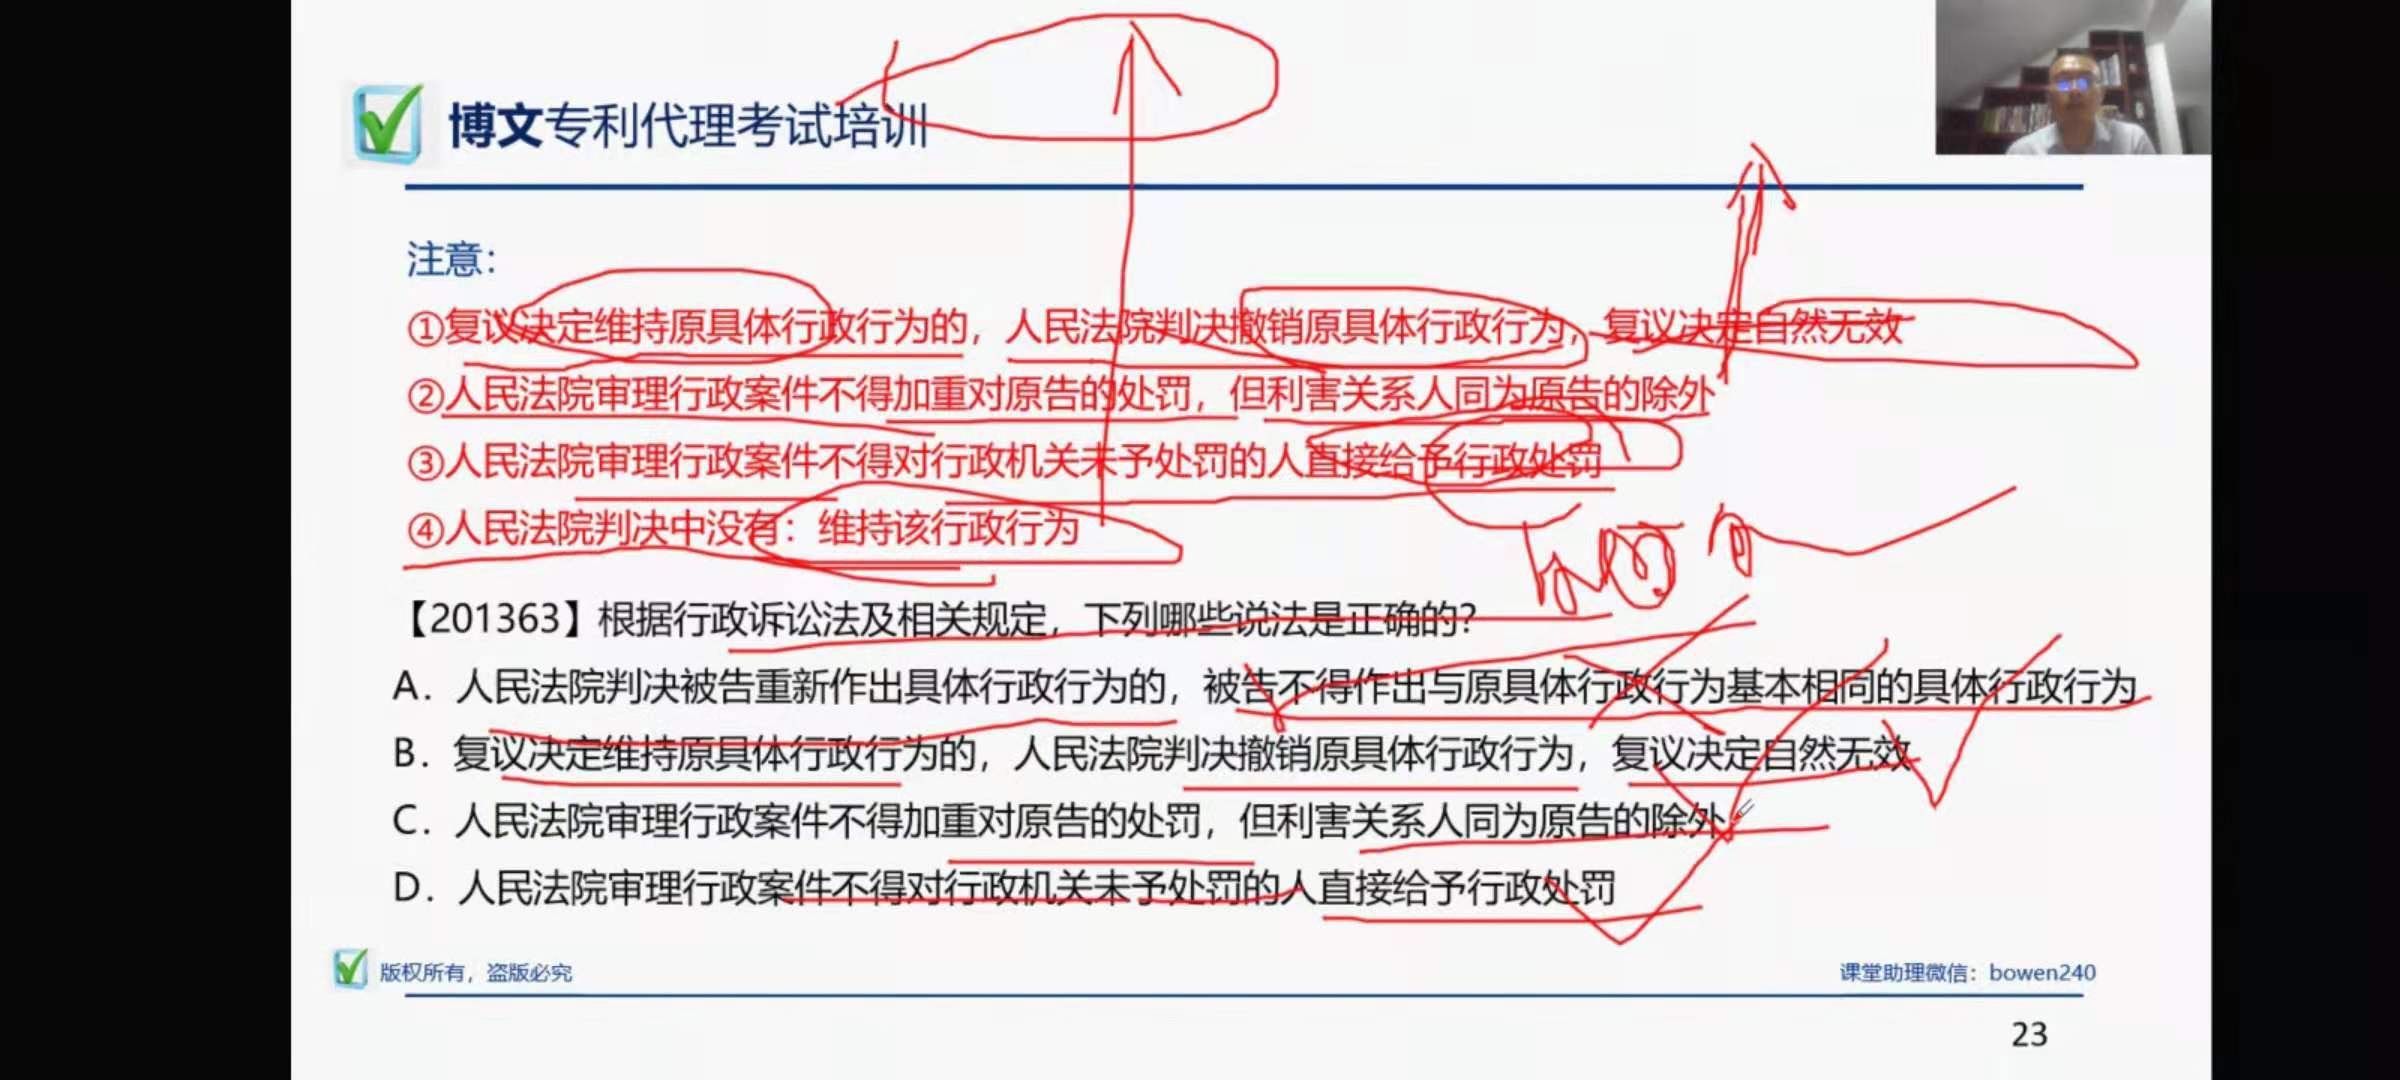 博文专利代理考试培训
注意：
①复议决定维持原具体行政行为的，人民法院判决撤销原具体行政行为，复议决定自然无效
②人民法院审理行政案件不得加重对原告的处罚，但利害关系人同为原告的除外
③人民法院审理行政案件不得对行政机关未予处罚的人直接给予行政处罚
④人民法院判决中没有：维持该行政行为
【201363】根据行政诉讼法及相关规定，下列哪些说法是正确的？
A．人民法院判决被告重新作出具体行政行为的，被告不得作出与原具体行政行为基本相同的具体行政行为
B．复议决定维持原具体行政行为的，人民法院判决撤销原具体行政行为，复议决定自然无效
C．人民法院审理行政案件不得加重对原告的处罚，但利害关系人同为原告的除外
D．人民法院审理行政案件不得对行政机关未予处罚的人直接给予行政处罚
版权所有，盗版必究
课堂助理微信：bowen240
23